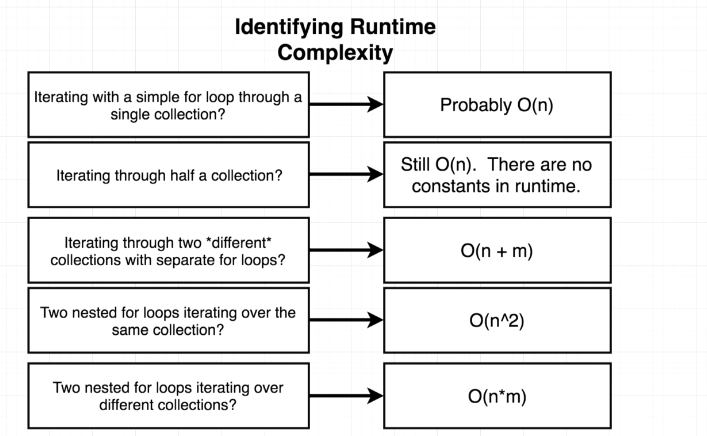 Identifying Runtime
Complexity
Iterating with a simple for loop through a
single collection?
Probably O(n)
Iterating through half a collection?
Still O(n).  There are no
constants in runtime.
Iterating through two *different*
collections with separate for loops?
O(n + m)
Two nested for loops iterating over the
same collection?
O(n^2)
Two nested for loops iterating over
different collections?
O(n*m)